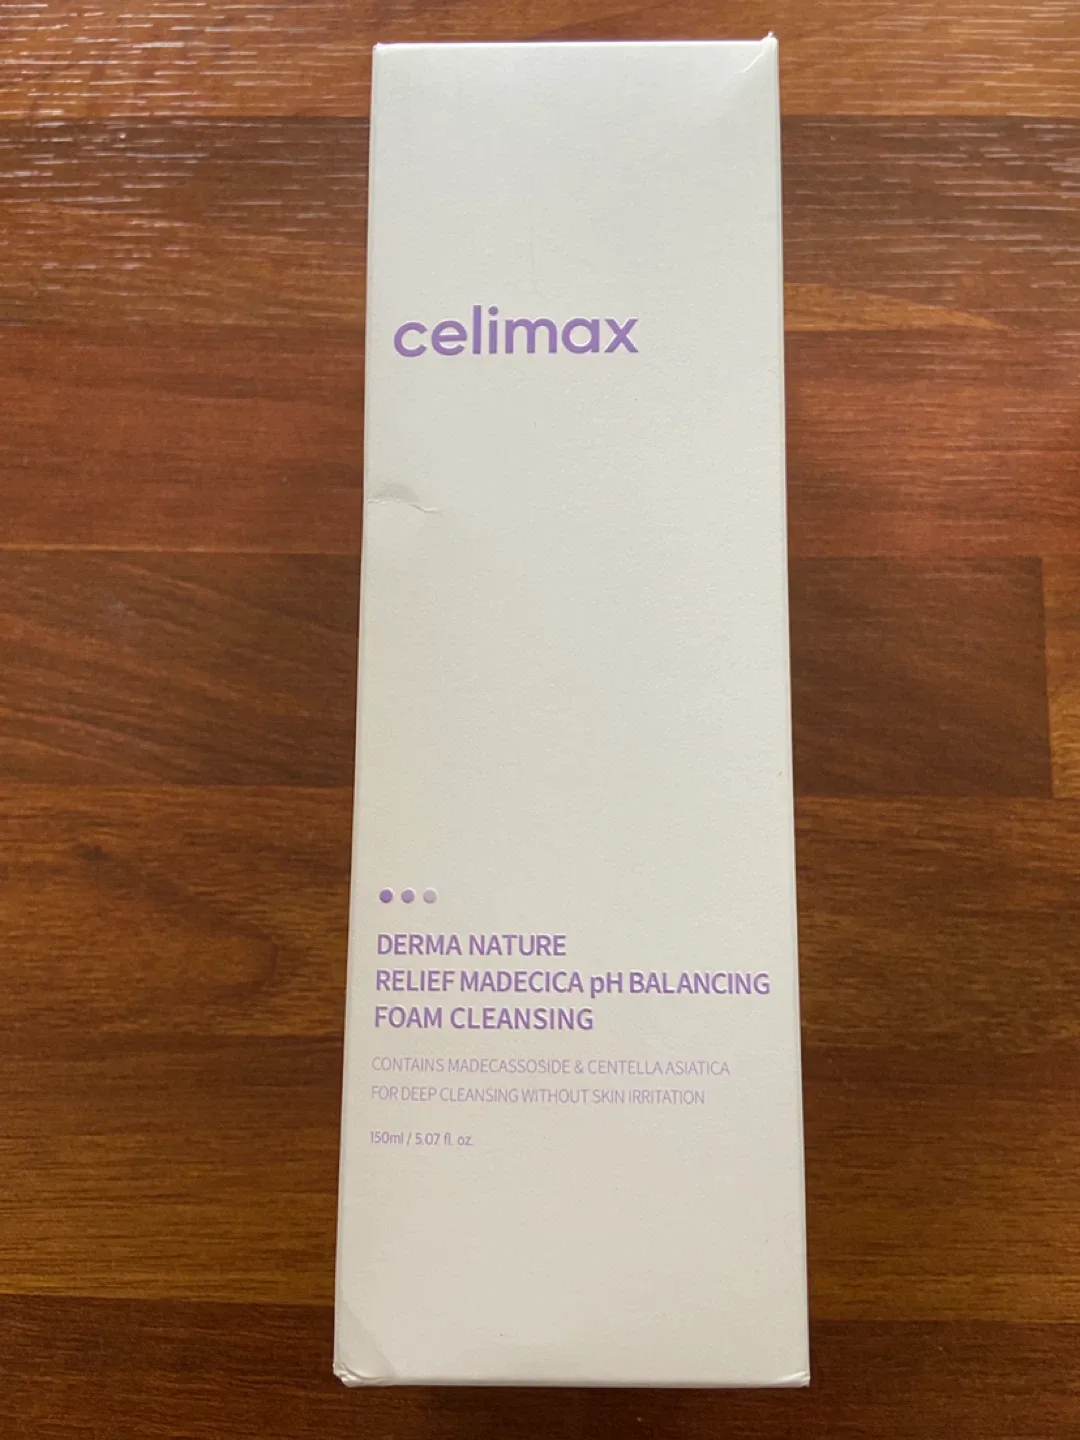 celimax
DERMA NATURE
RELIEF MADECICA pH BALANCING
FOAM CLEANSING
CONTAINS MADECASSOSIDE & CENTELLA ASIATICA
FOR DEEP CLEANSING WITHOUT SKIN IRRITATION
150ml / 5.07 fl. oz.